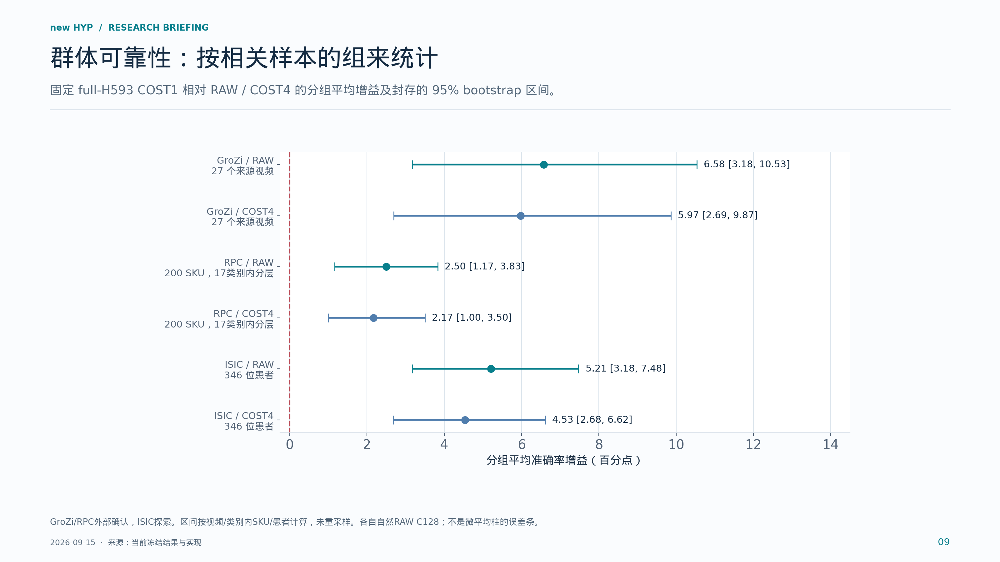 new HYP / RESEARCH BRIEFING
群体可靠性：按相关样本的组来统计
固定 full-H593 COST1 相对 RAW / COST4 的分组平均增益及封存的 95% bootstrap 区间。
GroZi / RAW
27 个来源视频
6.58 [3.18, 10.53]
GroZi / COST4
27 个来源视频
5.97 [2.69, 9.87]
RPC / RAW
200 SKU，17类别内分层
2.50 [1.17, 3.83]
RPC / COST4
200 SKU，17类别内分层
2.17 [1.00, 3.50]
ISIC / RAW
346 位患者
5.21 [3.18, 7.48]
ISIC / COST4
346 位患者
4.53 [2.68, 6.62]
0 2 4 6 8 10 12 14
分组平均准确率增益（百分点）
GroZi/RPC外部确认，ISIC探索。区间按视频/类别内SKU/患者计算，未重采样。各自自然RAW C128；不是微平均柱的误差条。
2026-09-15 · 来源：当前冻结结果与实现
09